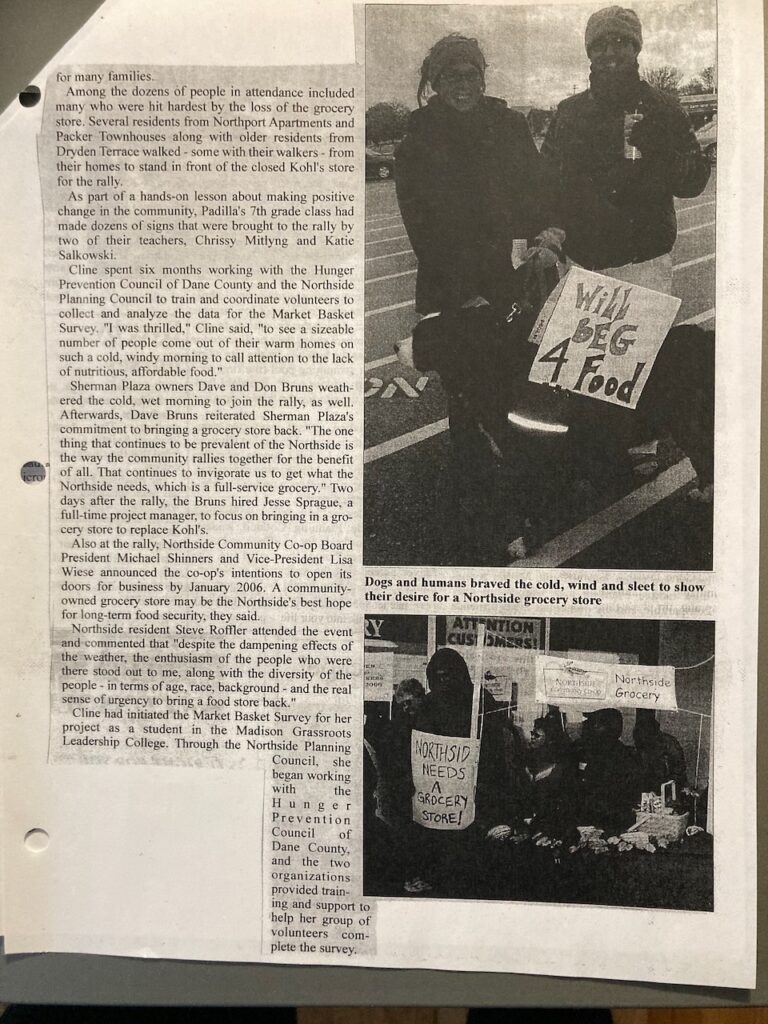 for many families.
Among the dozens of people in attendance included
many who were hit hardest by the loss of the grocery
store. Several residents from Northport Apartments and
Packer Townhouses along with older residents from
Dryden Terrace walked - some with their walkers - from
their homes to stand in front of the closed Kohl's store
for the rally.
As part of a hands-on lesson about making positive
change in the community, Padilla's 7th grade class had
made dozens of signs that were brought to the rally by
two of their teachers, Chrissy Mitlyng and Katie
Salkowski.
Cline spent six months working with the Hunger
Prevention Council of Dane County and the Northside
Planning Council to train and coordinate volunteers to
collect and analyze the data for the Market Basket
Survey. "I was thrilled," Cline said, "to see a sizeable
number of people come out of their warm homes on
such a cold, windy morning to call attention to the lack
of nutritious, affordable food."
Sherman Plaza owners Dave and Don Bruns weath-
ered the cold, wet morning to join the rally, as well.
Afterwards, Dave Bruns reiterated Sherman Plaza's
commitment to bringing a grocery store back. "The one
thing that continues to be prevalent of the Northside is
the way the community rallies together for the benefit
of all. That continues to invigorate us to get what the
Northside needs, which is a full-service grocery." Two
days after the rally, the Bruns hired Jesse Sprague, a
full-time project manager, to focus on bringing in a gro-
cery store to replace Kohl's.
Also at the rally, Northside Community Co-op Board
President Michael Shinners and Vice-President Lisa
Wiese announced the co-op's intentions to open its
doors for business by January 2006. A community-
owned grocery store may be the Northside's best hope
for long-term food security, they said.
Northside resident Steve Roffler attended the event
and commented that "despite the dampening effects of
the weather, the enthusiasm of the people who were
there stood out to me, along with the diversity of the
people - in terms of age, race, background - and the real
sense of urgency to bring a food store back."
Cline had initiated the Market Basket Survey for her
project as a student in the Madison Grassroots
Leadership College. Through the Northside Planning
Council, she
began working
with the
Hunger
Prevention
Council of
Dane County,
and the two
organizations
provided train-
ing and support to
help her group of
volunteers com-
plete the survey.
WILL
BEG
4 Food
Dogs and humans braved the cold, wind and sleet to show
their desire for a Northside grocery store
RY
ATTENTION
CUSTOMERS!
NORTHSIDE
Northside
Grocery
NORTHSID
NEEDS
A
GROCERY
STORE!